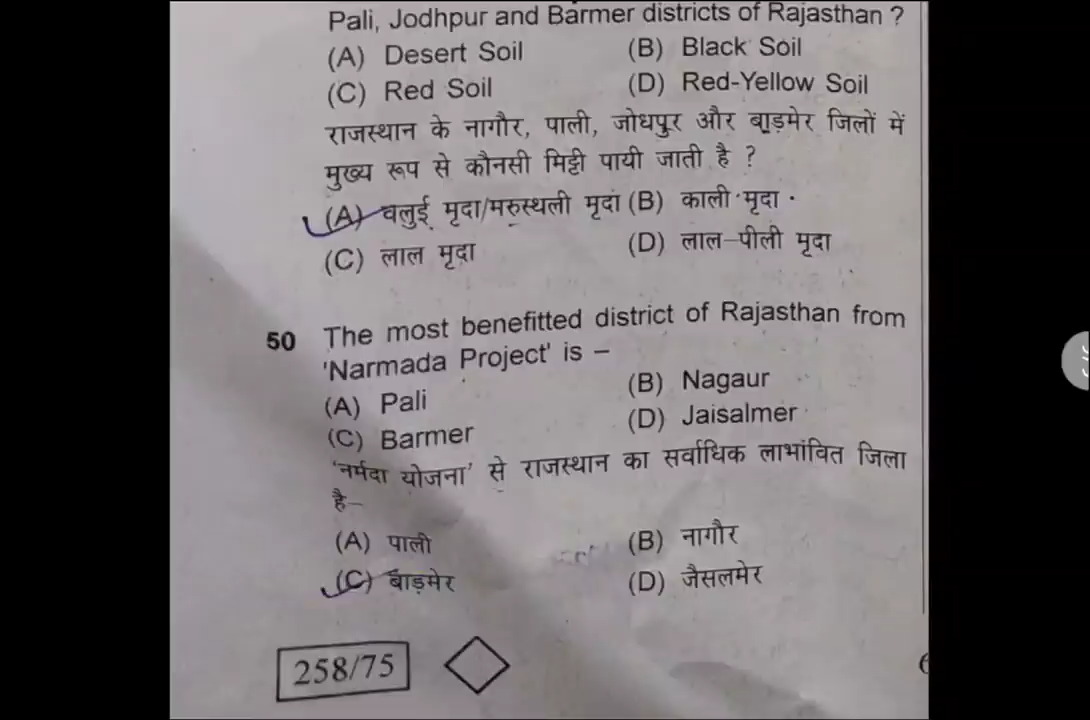 Pali, Jodhpur and Barmer districts of Rajasthan ?
(A) Desert Soil (B) Black Soil
(C) Red Soil (D) Red-Yellow Soil
राजस्थान के नागौर, पाली, जोधपुर और बाड़मेर जिलों में
मुख्य रूप से कौनसी मिट्टी पायी जाती है ?
(A) वलुई मृदा/मरुस्थली मृदा (B) काली मृदा
(C) लाल मृदा (D) लाल-पीली मृदा
50 The most benefitted district of Rajasthan from
'Narmada Project' is –
(A) Pali (B) Nagaur
(C) Barmer (D) Jaisalmer
'नर्मदा योजना' से राजस्थान का सर्वाधिक लाभांवित जिला
है–
(A) पाली (B) नागौर
(C) बाड़मेर (D) जैसलमेर
258/75